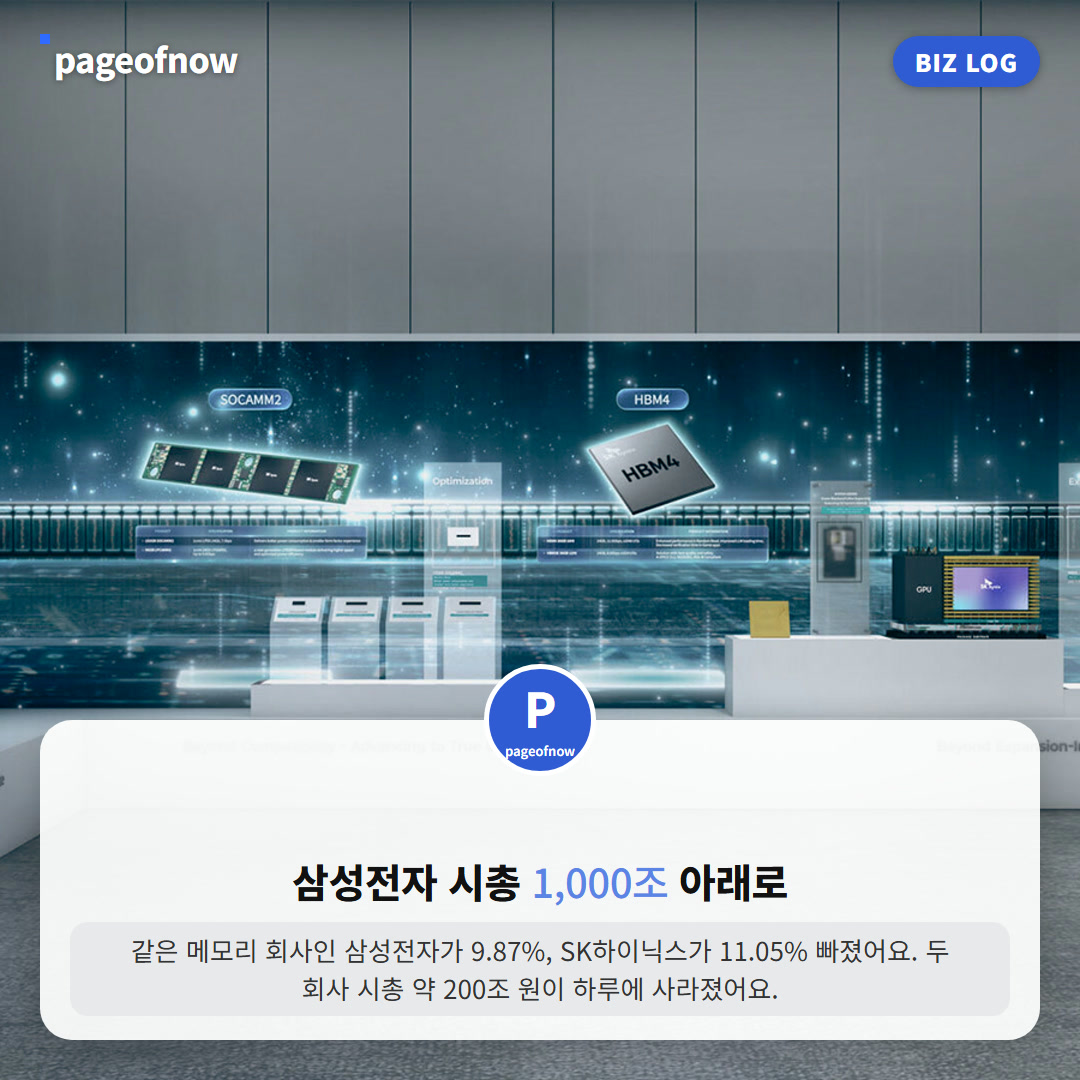 pageofnow
BIZ LOG
SOCAMM2
HBM4
HBM4
Optimization
GPU
P
pageofnow
삼성전자 시총 1,000조 아래로
같은 메모리 회사인 삼성전자가 9.87%, SK하이닉스가 11.05% 빠졌어요. 두
회사 시총 약 200조 원이 하루에 사라졌어요.